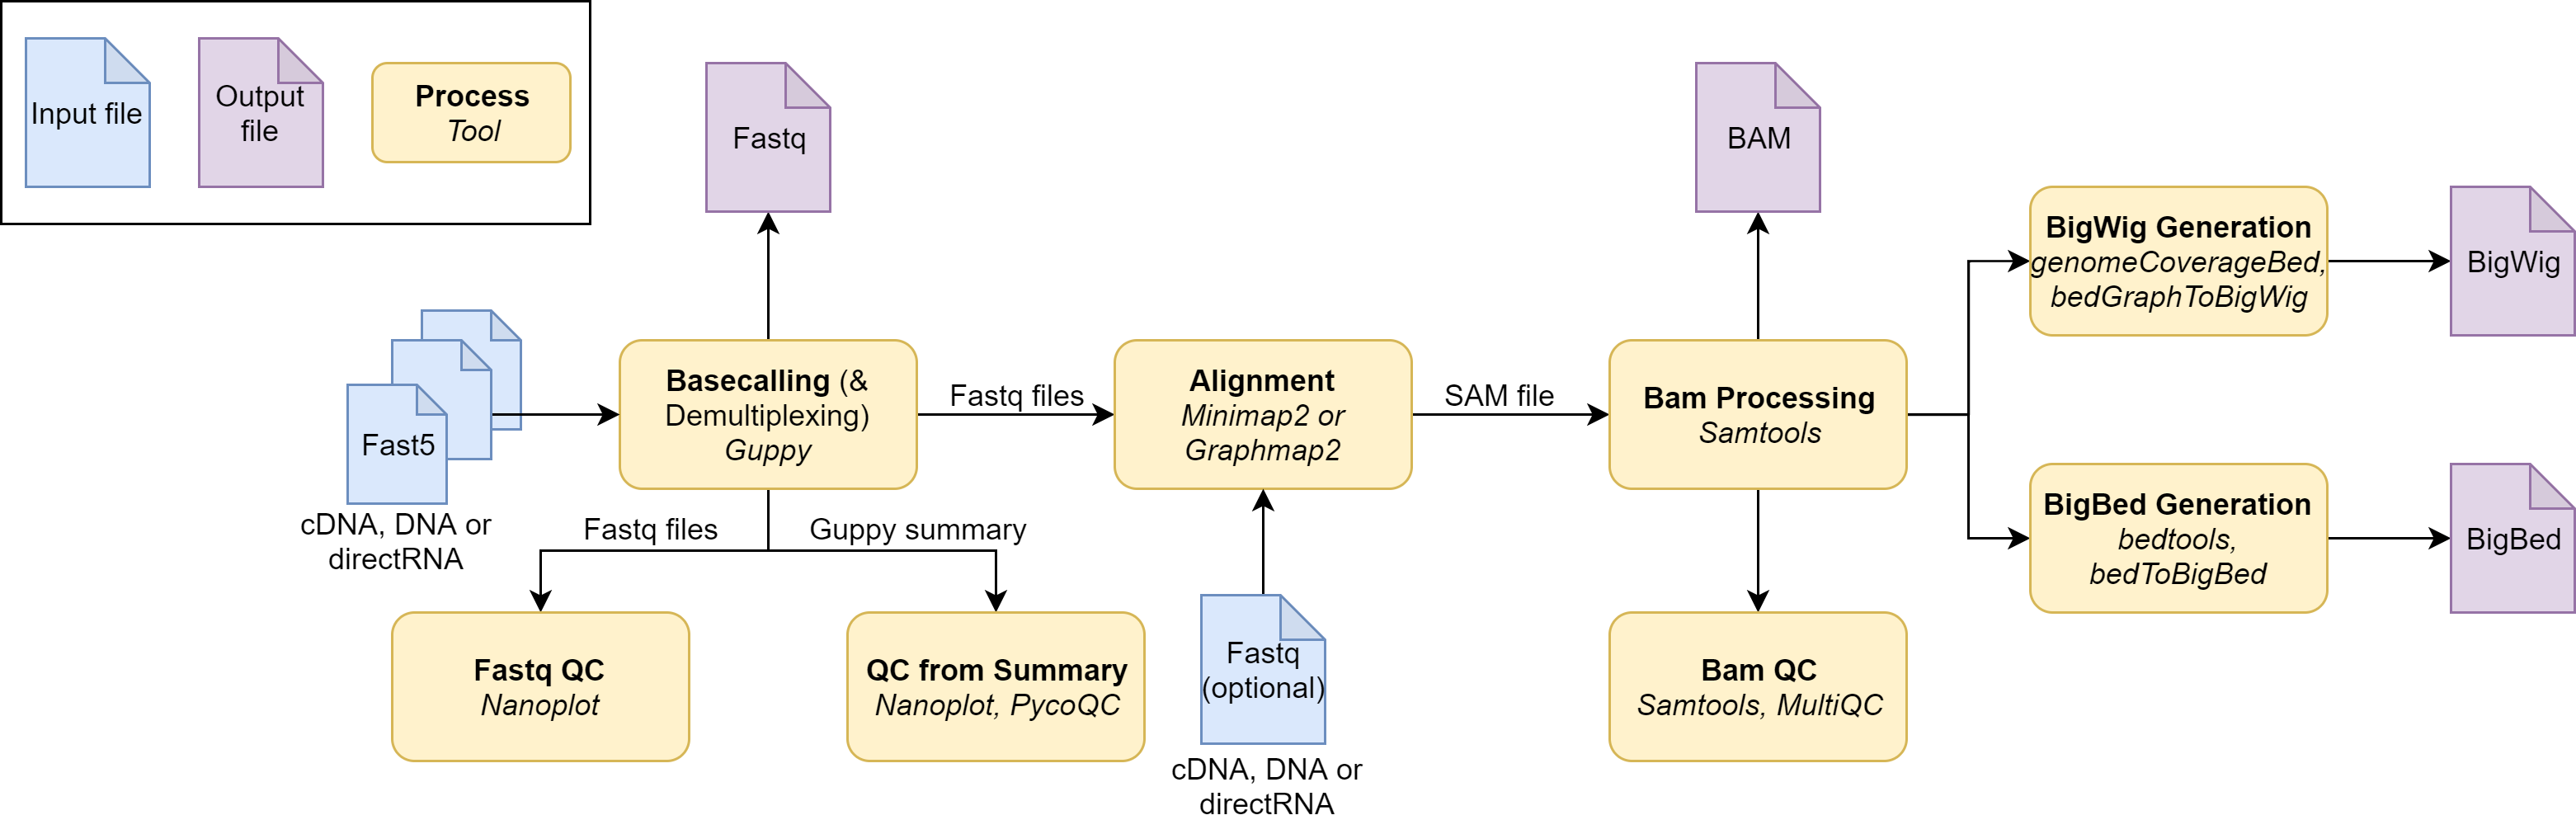 Input file
Output
file
Process
Tool
Fastq
BAM
BigWig Generation
genomeCoverageBed,
bedGraphToBigWig
BigWig
Fast5
cDNA, DNA or
directRNA
Basecalling (&
Demultiplexing)
Guppy
Fastq files
Alignment
Minimap2 or
Graphmap2
SAM file
Bam Processing
Samtools
BigBed Generation
bedtools,
bedToBigBed
BigBed
Fastq files
Guppy summary
Fastq QC
Nanoplot
QC from Summary
Nanoplot, PycoQC
Fastq
(optional)
cDNA, DNA or
directRNA
Bam QC
Samtools, MultiQC